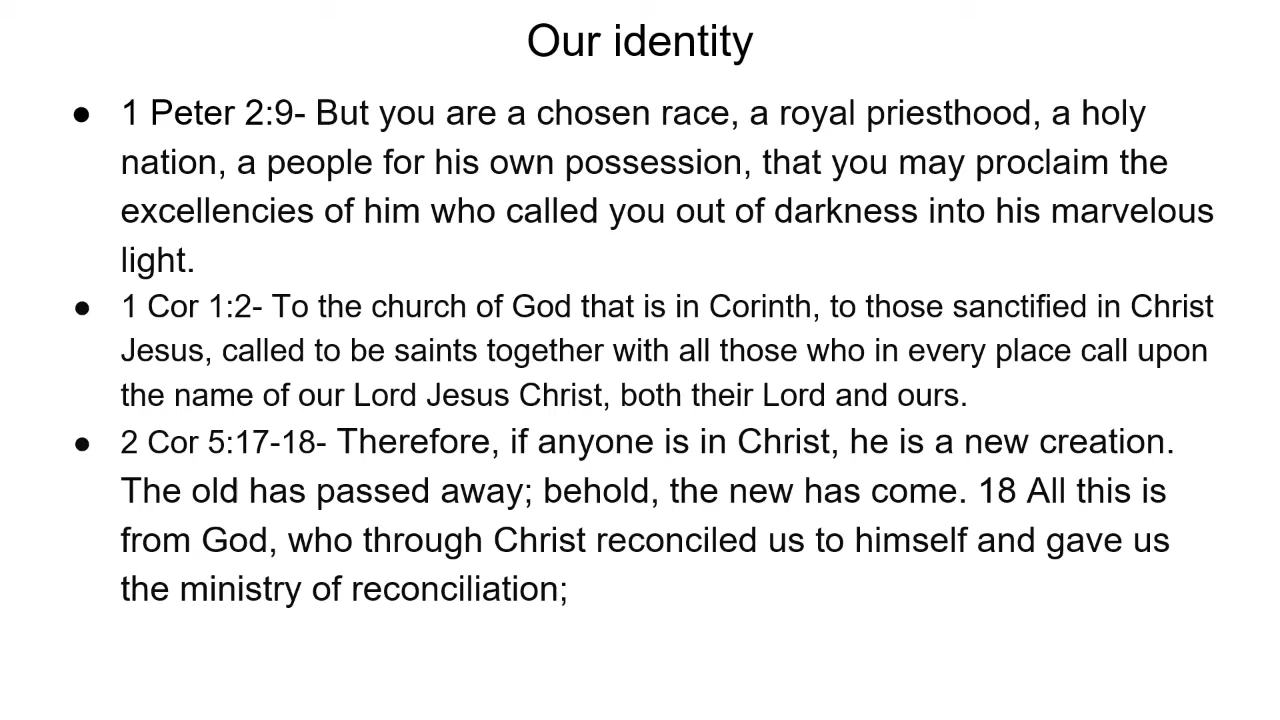 Our identity
● 1 Peter 2:9- But you are a chosen race, a royal priesthood, a holy
nation, a people for his own possession, that you may proclaim the
excellencies of him who called you out of darkness into his marvelous
light.
● 1 Cor 1:2- To the church of God that is in Corinth, to those sanctified in Christ
Jesus, called to be saints together with all those who in every place call upon
the name of our Lord Jesus Christ, both their Lord and ours.
● 2 Cor 5:17-18- Therefore, if anyone is in Christ, he is a new creation.
The old has passed away; behold, the new has come. 18 All this is
from God, who through Christ reconciled us to himself and gave us
the ministry of reconciliation;